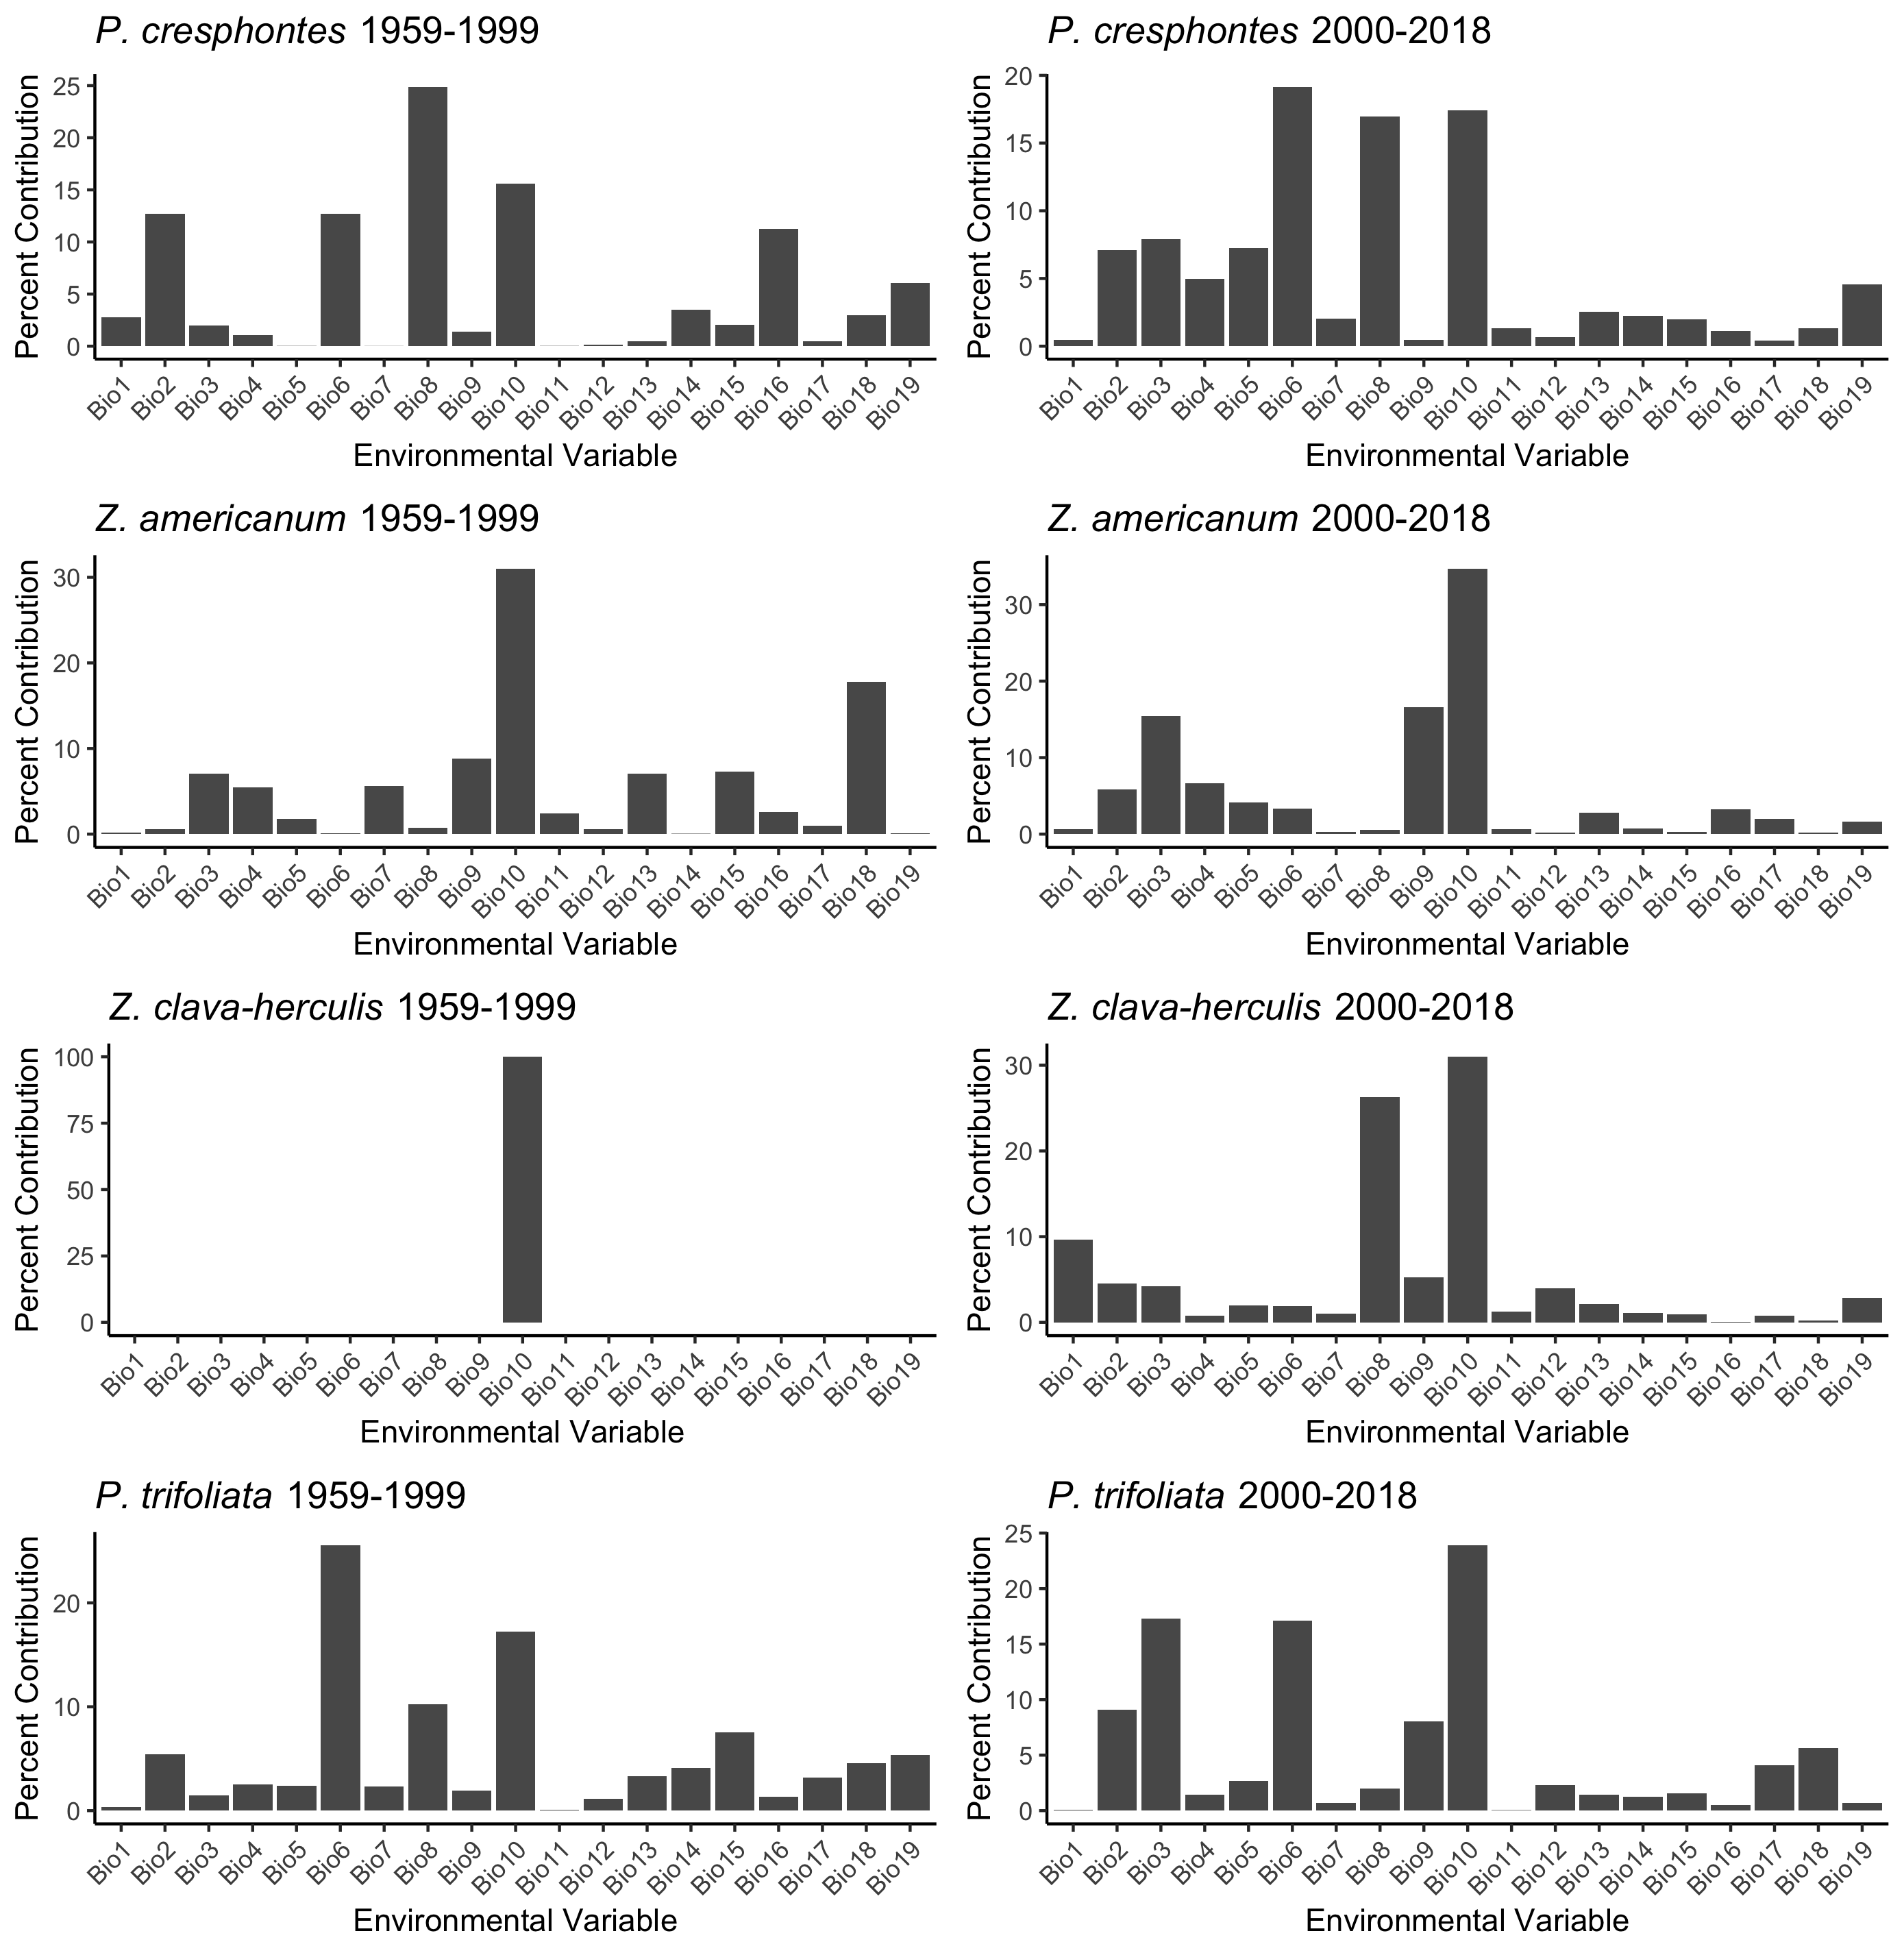 P. cresphontes 1959-1999
Percent Contribution
25
20
15
10
5
0
Bio1 Bio2 Bio3 Bio4 Bio5 Bio6 Bio7 Bio8 Bio9 Bio10 Bio11 Bio12 Bio13 Bio14 Bio15 Bio16 Bio17 Bio18 Bio19
Environmental Variable
P. cresphontes 2000-2018
Percent Contribution
20
15
10
5
0
Bio1 Bio2 Bio3 Bio4 Bio5 Bio6 Bio7 Bio8 Bio9 Bio10 Bio11 Bio12 Bio13 Bio14 Bio15 Bio16 Bio17 Bio18 Bio19
Environmental Variable
Z. americanum 1959-1999
Percent Contribution
30
20
10
0
Bio1 Bio2 Bio3 Bio4 Bio5 Bio6 Bio7 Bio8 Bio9 Bio10 Bio11 Bio12 Bio13 Bio14 Bio15 Bio16 Bio17 Bio18 Bio19
Environmental Variable
Z. americanum 2000-2018
Percent Contribution
30
20
10
0
Bio1 Bio2 Bio3 Bio4 Bio5 Bio6 Bio7 Bio8 Bio9 Bio10 Bio11 Bio12 Bio13 Bio14 Bio15 Bio16 Bio17 Bio18 Bio19
Environmental Variable
Z. clava-herculis 1959-1999
Percent Contribution
100
75
50
25
0
Bio1 Bio2 Bio3 Bio4 Bio5 Bio6 Bio7 Bio8 Bio9 Bio10 Bio11 Bio12 Bio13 Bio14 Bio15 Bio16 Bio17 Bio18 Bio19
Environmental Variable
Z. clava-herculis 2000-2018
Percent Contribution
30
20
10
0
Bio1 Bio2 Bio3 Bio4 Bio5 Bio6 Bio7 Bio8 Bio9 Bio10 Bio11 Bio12 Bio13 Bio14 Bio15 Bio16 Bio17 Bio18 Bio19
Environmental Variable
P. trifoliata 1959-1999
Percent Contribution
20
10
0
Bio1 Bio2 Bio3 Bio4 Bio5 Bio6 Bio7 Bio8 Bio9 Bio10 Bio11 Bio12 Bio13 Bio14 Bio15 Bio16 Bio17 Bio18 Bio19
Environmental Variable
P. trifoliata 2000-2018
Percent Contribution
25
20
15
10
5
0
Bio1 Bio2 Bio3 Bio4 Bio5 Bio6 Bio7 Bio8 Bio9 Bio10 Bio11 Bio12 Bio13 Bio14 Bio15 Bio16 Bio17 Bio18 Bio19
Environmental Variable